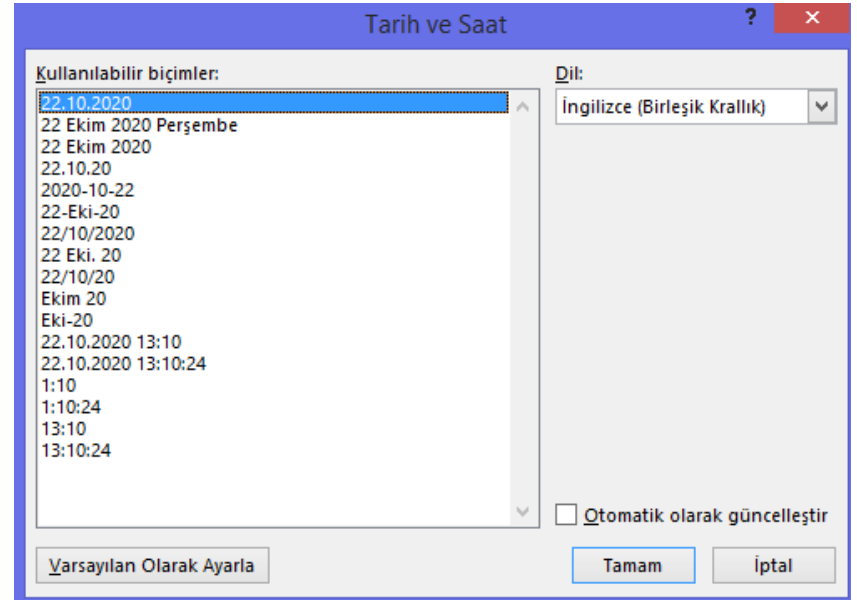 Tarih ve Saat
?
Kullanılabilir biçimler:
22.10.2020
22 Ekim 2020 Perşembe
22 Ekim 2020
22.10.20
2020-10-22
22-Eki-20
22/10/2020
22 Eki. 20
22/10/20
Ekim 20
Eki-20
22.10.2020 13:10
22.10.2020 13:10:24
1:10
1:10:24
13:10
13:10:24
Dil:
İngilizce (Birleşik Krallık)
Otomatik olarak güncelleştir
Varsayılan Olarak Ayarla
Tamam
İptal